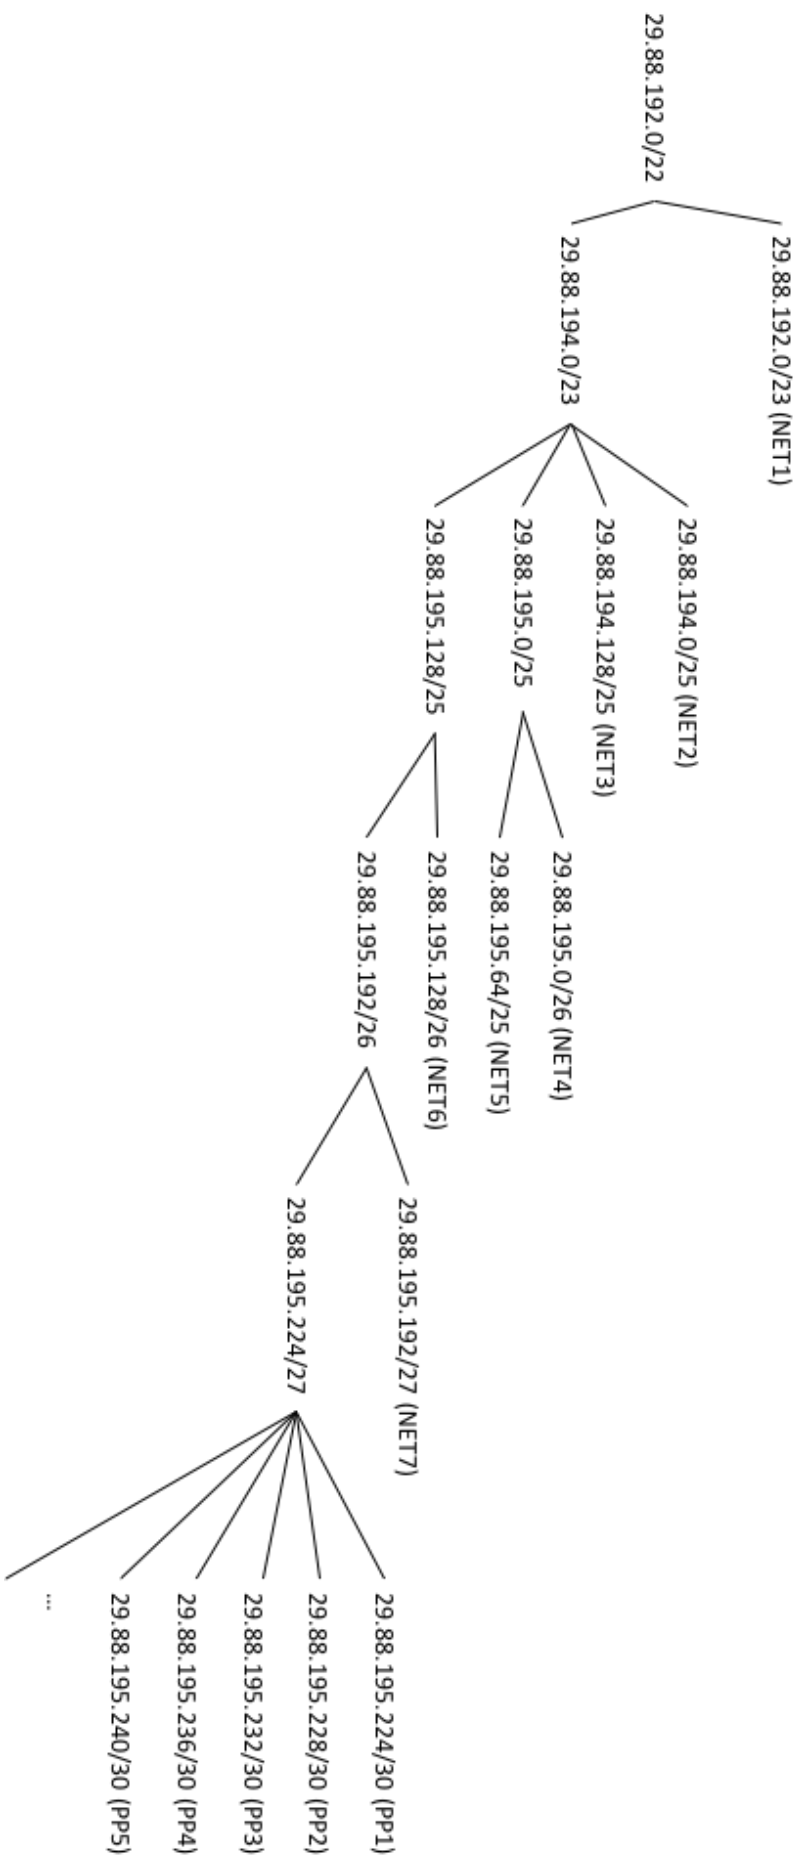 29.88.192.0/22
29.88.192.0/23 (NET1)
29.88.194.0/23
29.88.194.0/25 (NET2)
29.88.194.128/25 (NET3)
29.88.195.0/25
29.88.195.128/25
29.88.195.0/26 (NET4)
29.88.195.64/25 (NET5)
29.88.195.128/26 (NET6)
29.88.195.192/26
29.88.195.192/27 (NET7)
29.88.195.224/27
29.88.195.224/30 (PP1)
29.88.195.228/30 (PP2)
29.88.195.232/30 (PP3)
29.88.195.236/30 (PP4)
29.88.195.240/30 (PP5)
...